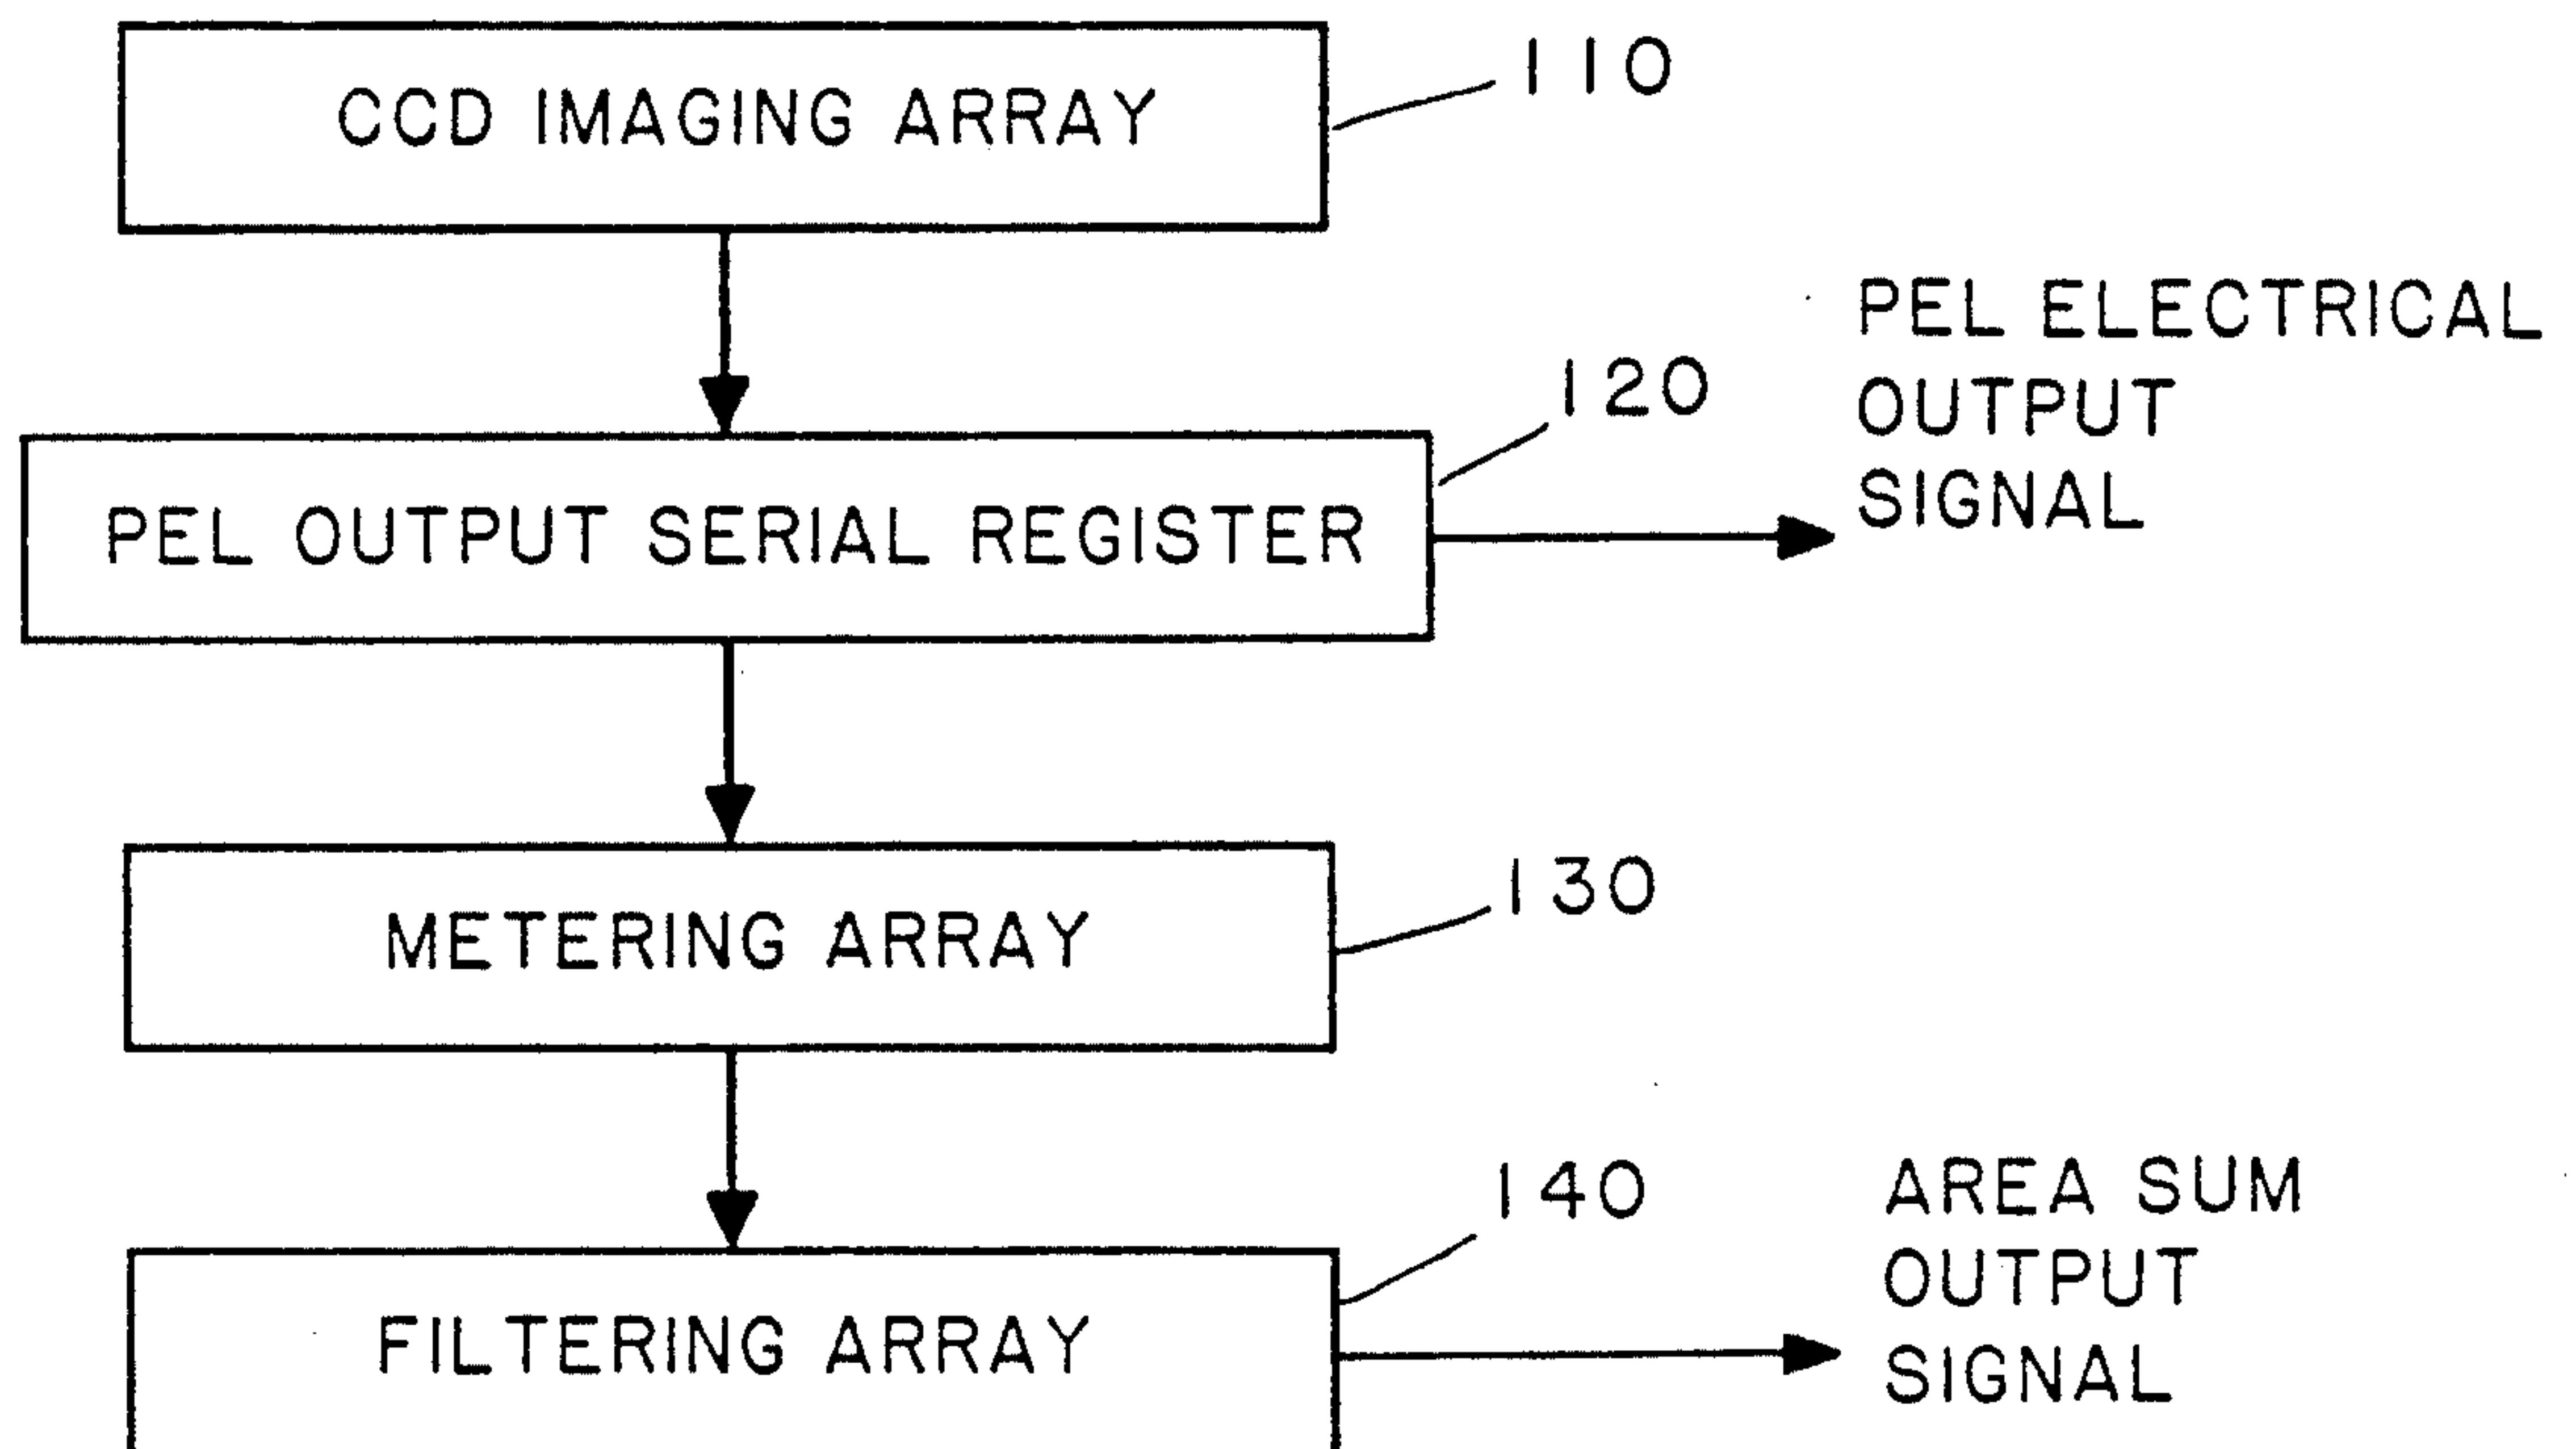 CCD IMAGING ARRAY
110
PEL ELECTRICAL
OUTPUT
SIGNAL
120
PEL OUTPUT SERIAL REGISTER
METERING ARRAY
130
AREA SUM
OUTPUT
SIGNAL
140
FILTERING ARRAY